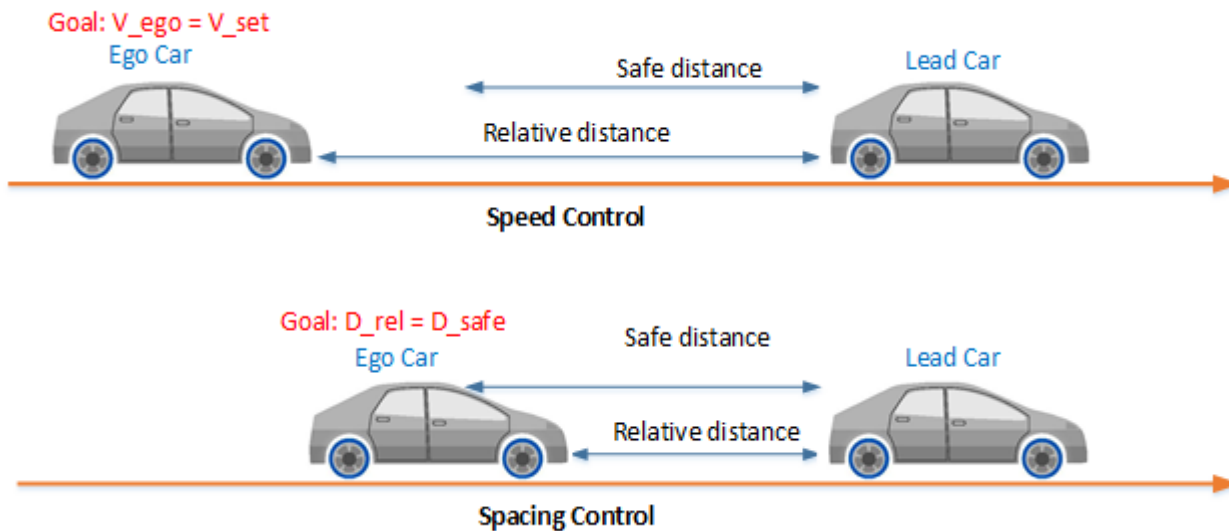 Goal: V_ego = V_set
Ego Car
Safe distance
Lead Car
Relative distance
Speed Control
Goal: D_rel = D_safe
Ego Car
Safe distance
Lead Car
Relative distance
Spacing Control